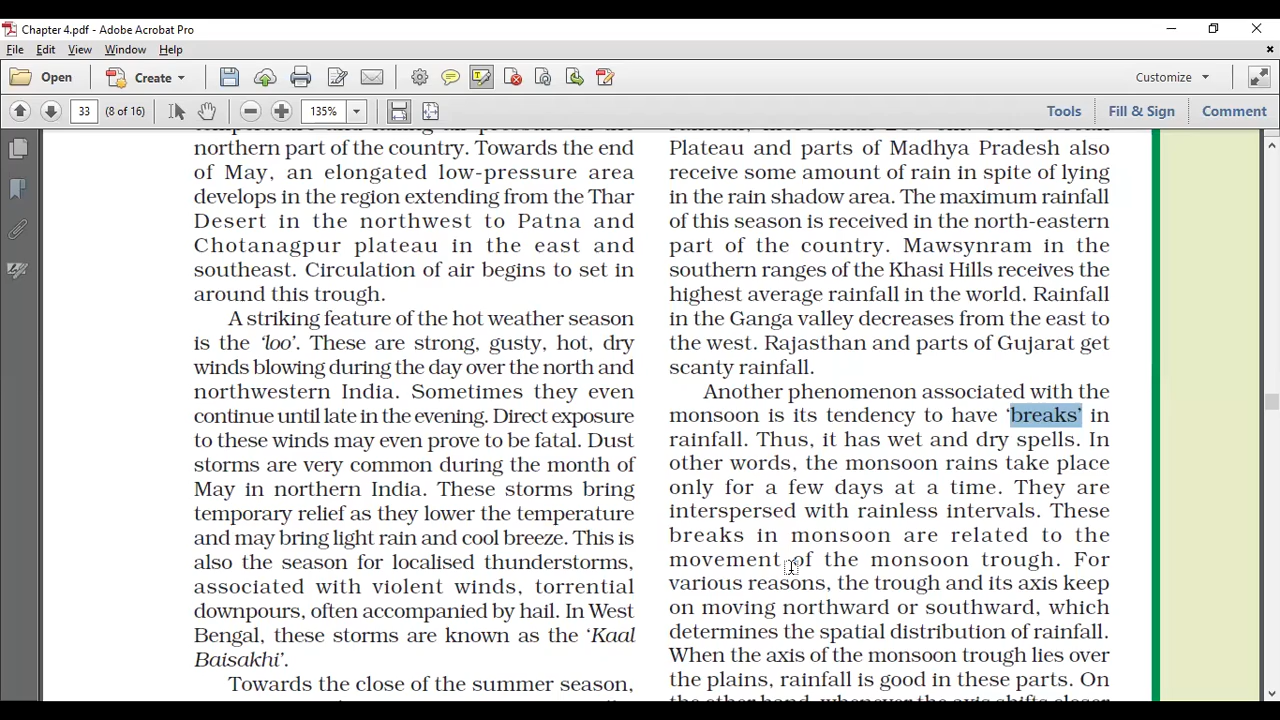 Chapter 4.pdf - Adobe Acrobat Pro
File Edit View Window Help
Open Create Customize
33 (8 of 16) 135% Tools Fill & Sign Comment
northern part of the country. Towards the end
of May, an elongated low-pressure area
develops in the region extending from the Thar
Desert in the northwest to Patna and
Chotanagpur plateau in the east and
southeast. Circulation of air begins to set in
around this trough.
A striking feature of the hot weather season
is the ‘loo’. These are strong, gusty, hot, dry
winds blowing during the day over the north and
northwestern India. Sometimes they even
continue until late in the evening. Direct exposure
to these winds may even prove to be fatal. Dust
storms are very common during the month of
May in northern India. These storms bring
temporary relief as they lower the temperature
and may bring light rain and cool breeze. This is
also the season for localised thunderstorms,
associated with violent winds, torrential
downpours, often accompanied by hail. In West
Bengal, these storms are known as the ‘Kaal
Baisakhi’.
Towards the close of the summer season,
Plateau and parts of Madhya Pradesh also
receive some amount of rain in spite of lying
in the rain shadow area. The maximum rainfall
of this season is received in the north-eastern
part of the country. Mawsynram in the
southern ranges of the Khasi Hills receives the
highest average rainfall in the world. Rainfall
in the Ganga valley decreases from the east to
the west. Rajasthan and parts of Gujarat get
scanty rainfall.
Another phenomenon associated with the
monsoon is its tendency to have ‘breaks’ in
rainfall. Thus, it has wet and dry spells. In
other words, the monsoon rains take place
only for a few days at a time. They are
interspersed with rainless intervals. These
breaks in monsoon are related to the
movement of the monsoon trough. For
various reasons, the trough and its axis keep
on moving northward or southward, which
determines the spatial distribution of rainfall.
When the axis of the monsoon trough lies over
the plains, rainfall is good in these parts. On